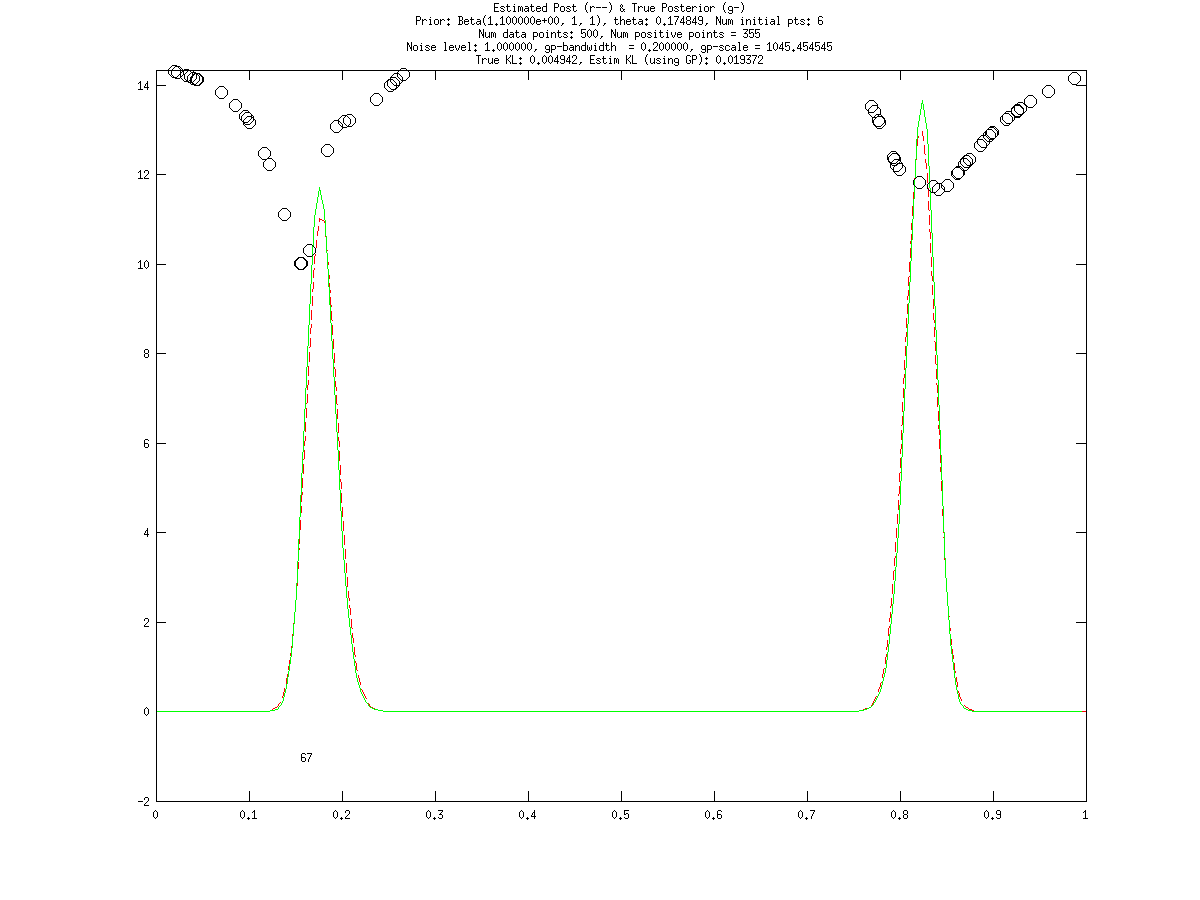 Estimated Post (r--) & True Posterior (g-)
Prior: Beta(1.100000e+00, 1, 1), theta: 0.174849, Num initial pts: 6
Num data points: 500, Num positive points = 355
Noise level: 1.000000, gp-bandwidth  = 0.200000, gp-scale = 1045.454545
True KL: 0.004942, Estim KL (using GP): 0.019372
14
12
10
8
6
4
2
0
67
-2
0 0.1 0.2 0.3 0.4 0.5 0.6 0.7 0.8 0.9 1